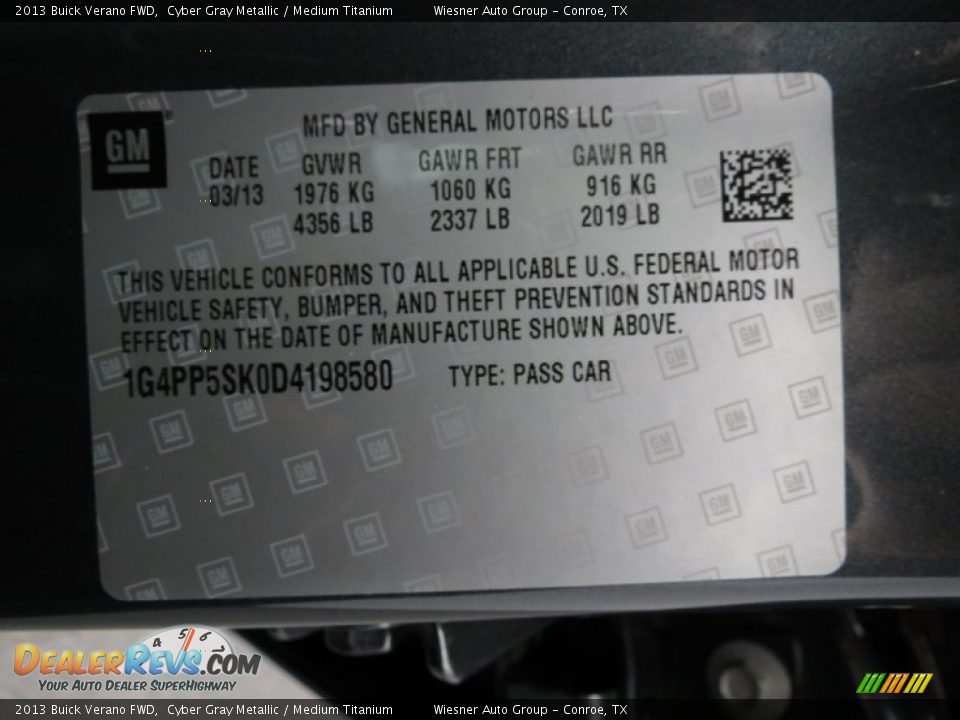 2013 Buick Verano FWD,  Cyber Gray Metallic / Medium Titanium    Wiesner Auto Group - Conroe, TX
GM
MFD BY GENERAL MOTORS LLC
DATE GVWR GAWR FRT GAWR RR
03/13 1976 KG 1060 KG 916 KG
4356 LB 2337 LB 2019 LB
THIS VEHICLE CONFORMS TO ALL APPLICABLE U.S. FEDERAL MOTOR
VEHICLE SAFETY, BUMPER, AND THEFT PREVENTION STANDARDS IN
EFFECT ON THE DATE OF MANUFACTURE SHOWN ABOVE.
1G4PP5SK0D4198580 TYPE: PASS CAR
4 5 6
DealerRevs.com
Your Auto Dealer SuperHighway
2013 Buick Verano FWD,  Cyber Gray Metallic / Medium Titanium    Wiesner Auto Group - Conroe, TX